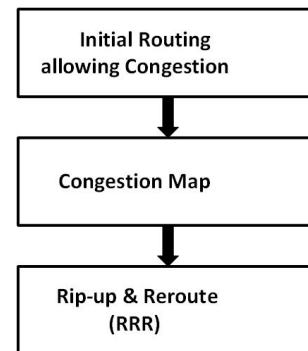 Initial Routing
allowing Congestion
Congestion Map
Rip-up & Reroute
(RRR)